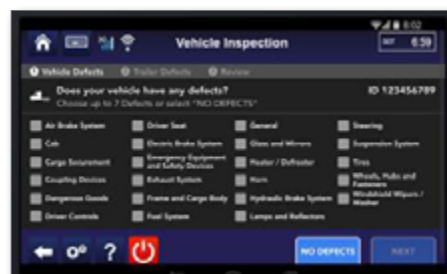 8:02
Vehicle Inspection
6:59
1 Vehicle Defects 2 Trailer Defects 3 Review
Does your vehicle have any defects? ID 123456789
Choose up to 7 Defects or select "NO DEFECTS"
Air Brake System Driver Seat General Steering
Cab Electric Brake System Glass and Mirrors Suspension System
Cargo Securement Emergency Equipment and Safety Devices Heater / Defroster Tires
Coupling Devices Exhaust System Horn Wheels, Hubs and Fasteners
Dangerous Goods Frame and Cargo Body Hydraulic Brake System Windshield Wipers / Washer
Driver Controls Fuel System Lamps and Reflectors
? NO DEFECTS NEXT